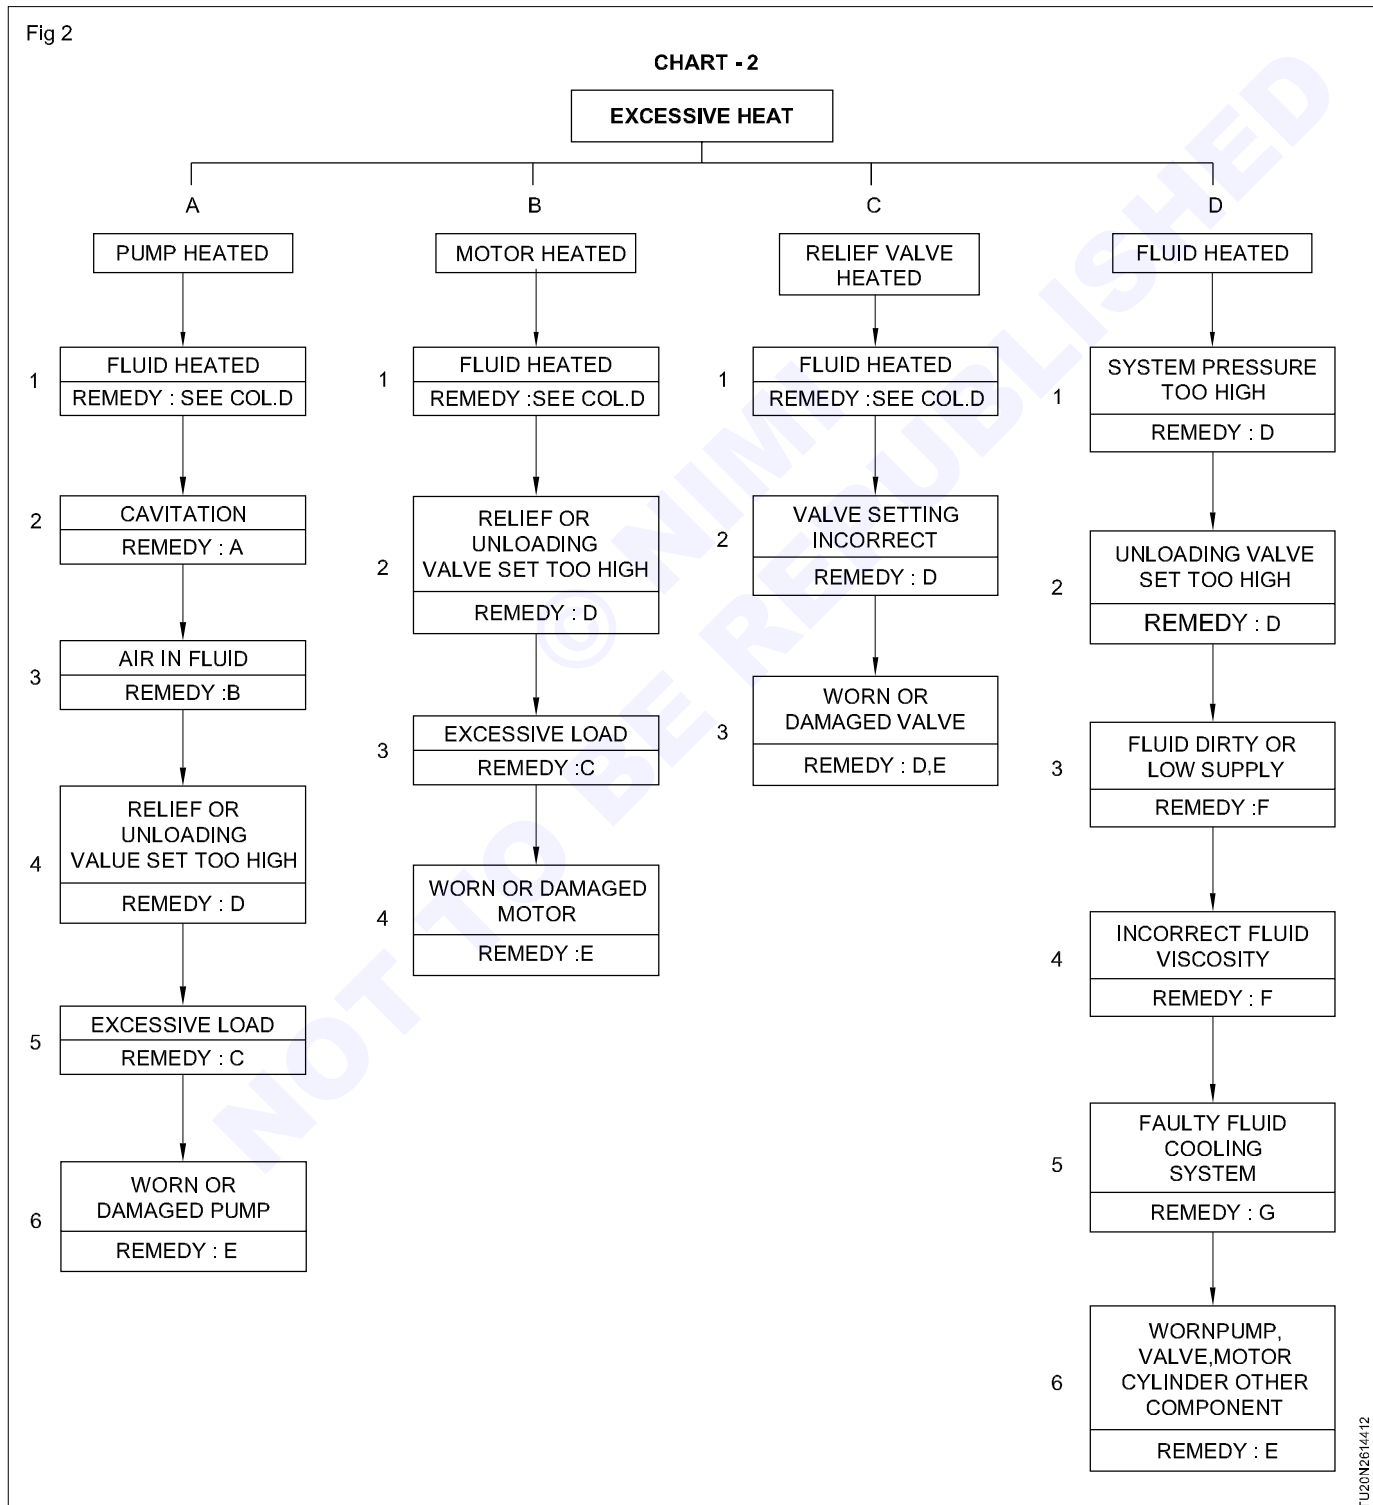 Fig 2
CHART - 2
EXCESSIVE HEAT
A
B
C
D
PUMP HEATED
MOTOR HEATED
RELIEF VALVE
HEATED
FLUID HEATED
1
FLUID HEATED
REMEDY : SEE COL.D
2
CAVITATION
REMEDY : A
3
AIR IN FLUID
REMEDY :B
4
RELIEF OR
UNLOADING
VALUE SET TOO HIGH
REMEDY : D
5
EXCESSIVE LOAD
REMEDY : C
6
WORN OR
DAMAGED PUMP
REMEDY : E
1
FLUID HEATED
REMEDY :SEE COL.D
2
RELIEF OR
UNLOADING
VALVE SET TOO HIGH
REMEDY : D
3
EXCESSIVE LOAD
REMEDY :C
4
WORN OR DAMAGED
MOTOR
REMEDY :E
1
FLUID HEATED
REMEDY :SEE COL.D
2
VALVE SETTING
INCORRECT
REMEDY : D
3
WORN OR
DAMAGED VALVE
REMEDY : D,E
1
SYSTEM PRESSURE
TOO HIGH
REMEDY : D
2
UNLOADING VALVE
SET TOO HIGH
REMEDY : D
3
FLUID DIRTY OR
LOW SUPPLY
REMEDY :F
4
INCORRECT FLUID
VISCOSITY
REMEDY : F
5
FAULTY FLUID
COOLING
SYSTEM
REMEDY : G
6
WORNPUMP,
VALVE,MOTOR
CYLINDER OTHER
COMPONENT
REMEDY : E
© NIMI
NOT TO BE REPUBLISHED
TU20N2614412